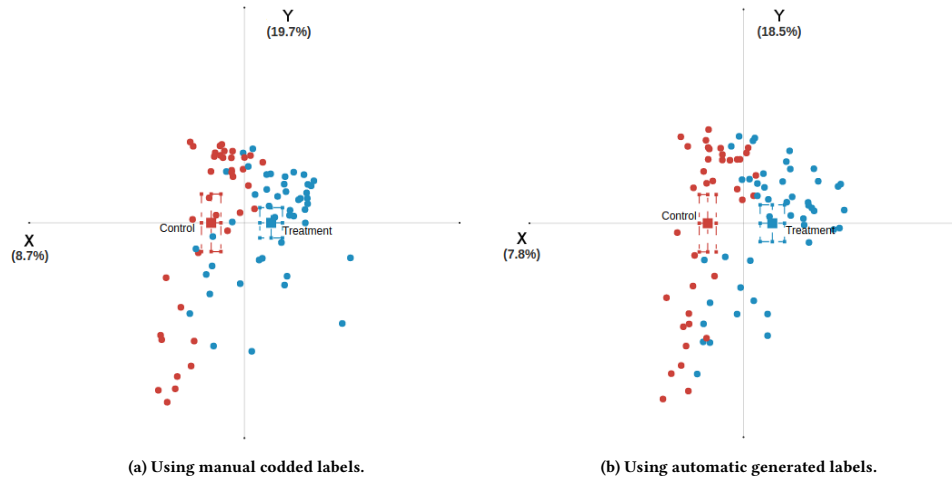 Y
(19.7%)
X
(8.7%)
Control
Treatment
(a) Using manual codded labels.
Y
(18.5%)
X
(7.8%)
Control
Treatment
(b) Using automatic generated labels.